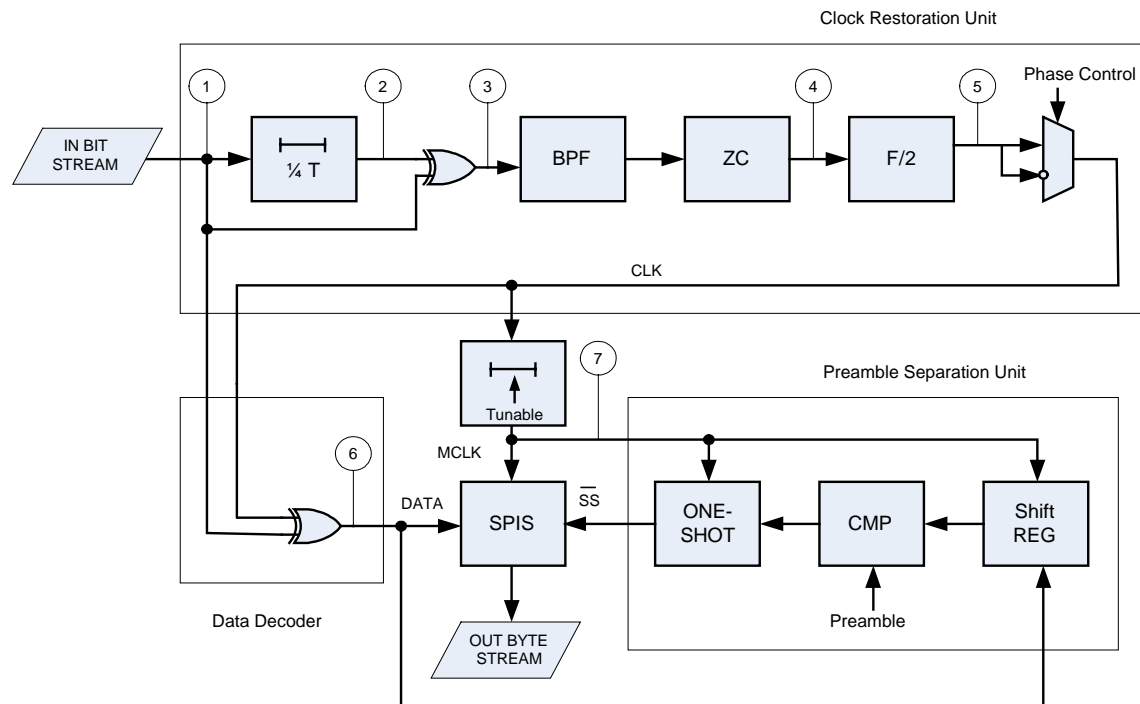 Clock Restoration Unit
1
2
3
4
5
Phase Control
IN BIT
STREAM
¼ T
BPF
ZC
F/2
CLK
7
Preamble Separation Unit
Tunable
6
MCLK
DATA
SS
SPIS
ONE-
SHOT
CMP
Shift
REG
Data Decoder
Preamble
OUT BYTE
STREAM